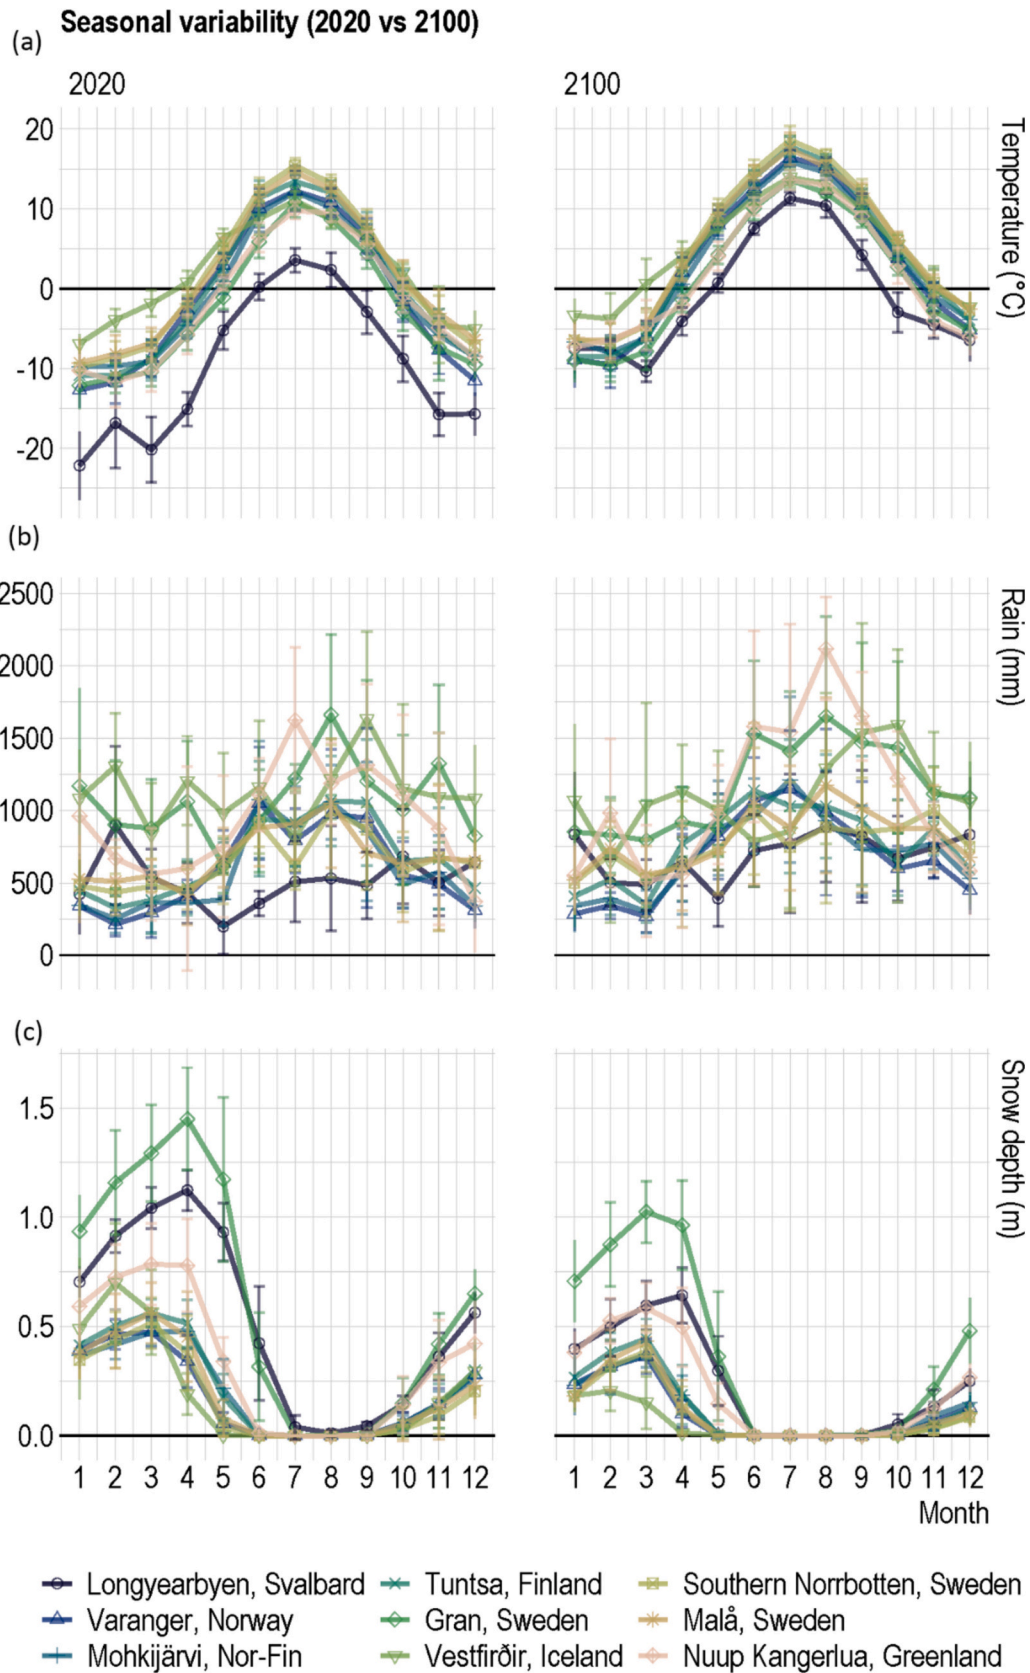 Seasonal variability (2020 vs 2100)
(a)
2020
2100
20
10
0
-10
-20
Temperature (°C)
(b)
2500
2000
1500
1000
500
0
Rain (mm)
(c)
1.5
1.0
0.5
0.0
Snow depth (m)
1 2 3 4 5 6 7 8 9 10 11 12
1 2 3 4 5 6 7 8 9 10 11 12
Month
Longyearbyen, Svalbard
Varanger, Norway
Mohkijärvi, Nor-Fin
Tuntsa, Finland
Gran, Sweden
Vestfirðir, Iceland
Southern Norrbotten, Sweden
Malå, Sweden
Nuup Kangerlua, Greenland